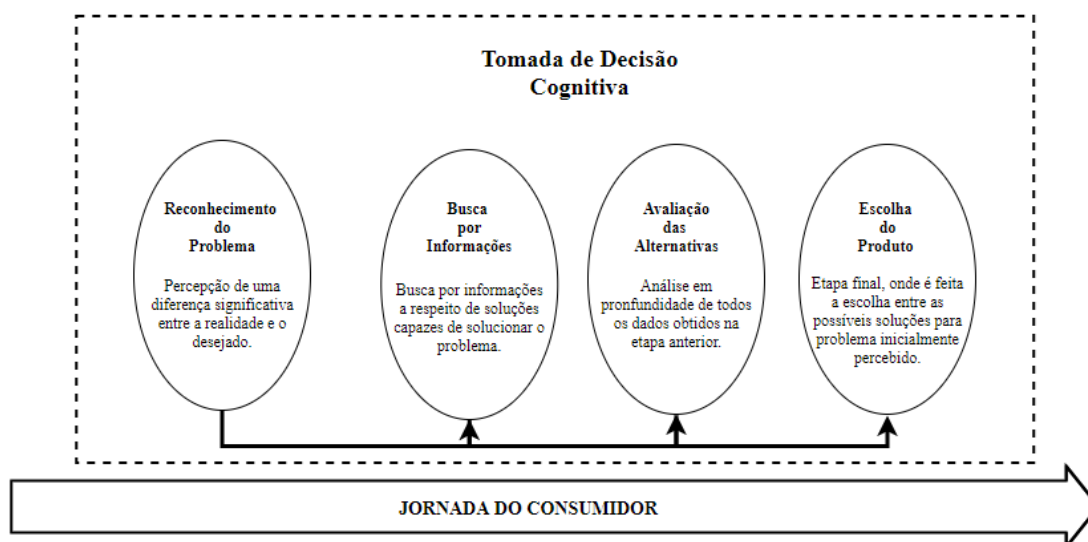 Tomada de Decisão
Cognitiva
Reconhecimento
do
Problema
Percepção de uma
diferença significativa
entre a realidade e o
desejado.
Busca
por
Informações
Busca por informações
a respeito de soluções
capazes de solucionar o
problema.
Avaliação
das
Alternativas
Análise em
pronfundidade de todos
os dados obtidos na
etapa anterior.
Escolha
do
Produto
Etapa final, onde é feita
a escolha entre as
possíveis soluções para
problema inicialmente
percebido.
JORNADA DO CONSUMIDOR